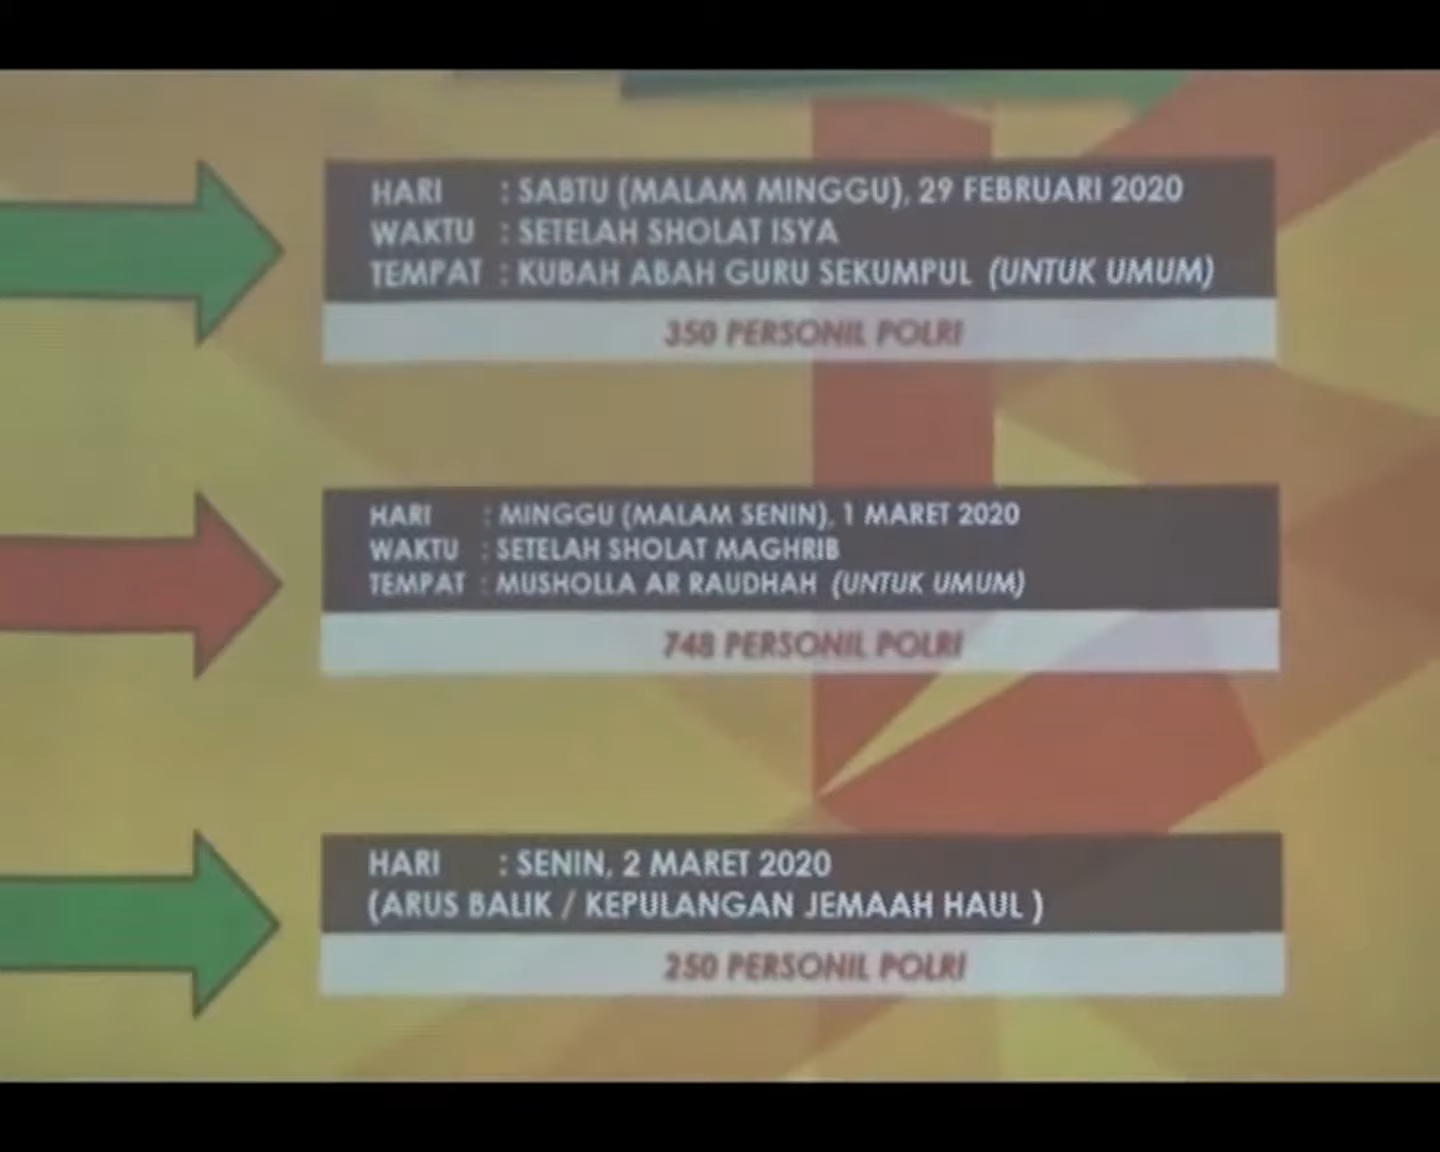 HARI : SABTU (MALAM MINGGU), 29 FEBRUARI 2020
WAKTU : SETELAH SHOLAT ISYA
TEMPAT : KUBAH ABAH GURU SEKUMPUL (UNTUK UMUM)
350 PERSONIL POLRI
HARI : MINGGU (MALAM SENIN), 1 MARET 2020
WAKTU : SETELAH SHOLAT MAGHRIB
TEMPAT : MUSHOLLA AR RAUDHAH (UNTUK UMUM)
748 PERSONIL POLRI
HARI : SENIN, 2 MARET 2020
(ARUS BALIK / KEPULANGAN JEMAAH HAUL )
250 PERSONIL POLRI